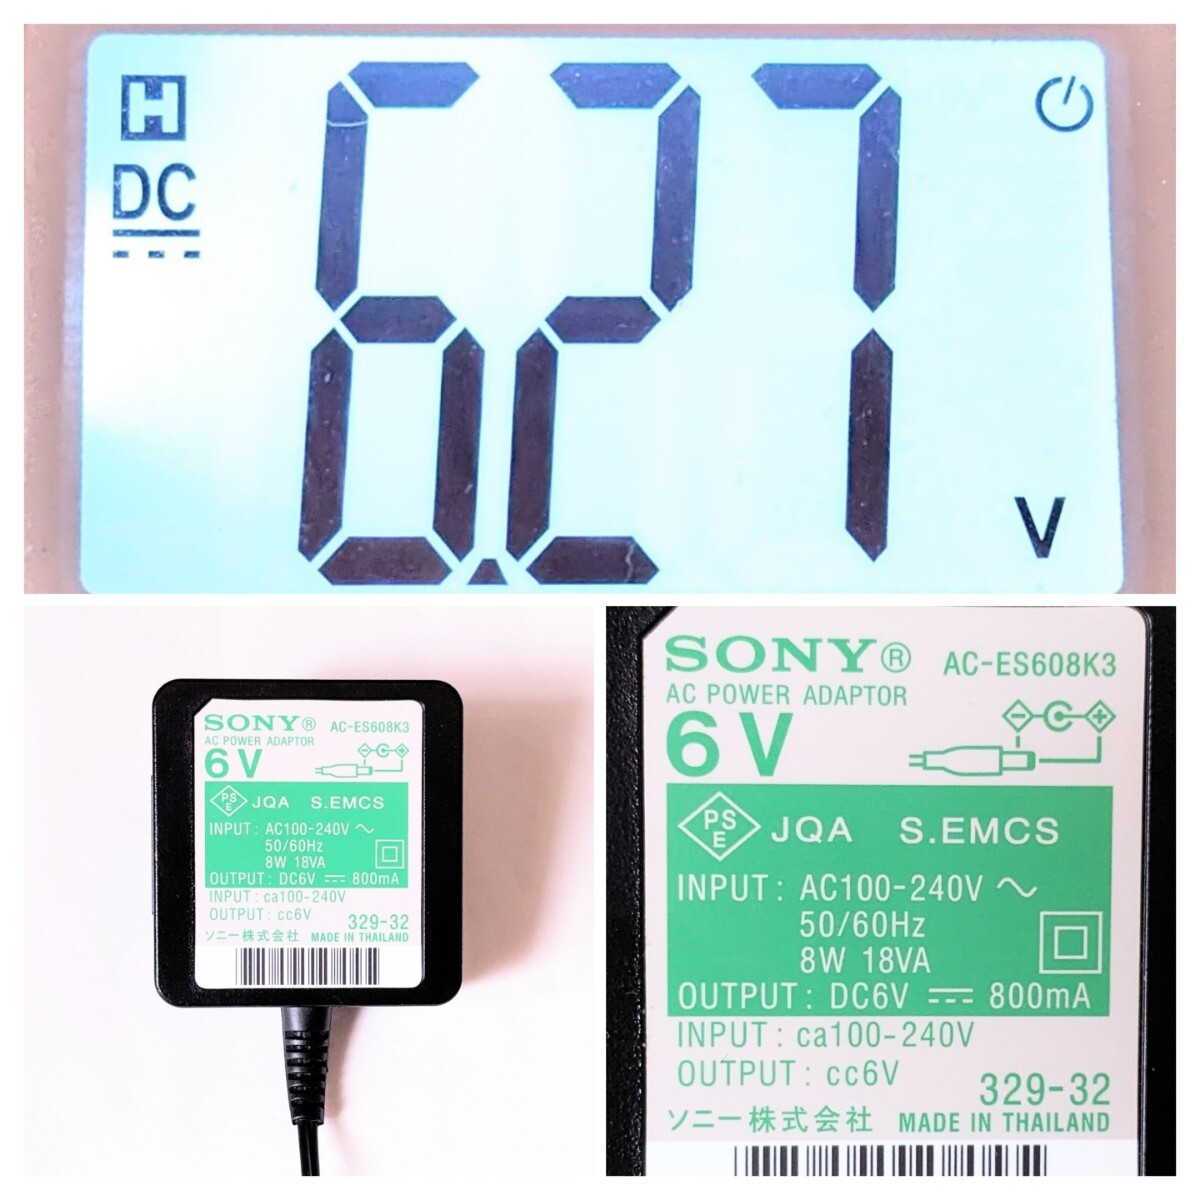 H
DC
6.27
V
SONY® AC-ES608K3
AC POWER ADAPTOR
6V
PSE JQA S.EMCS
INPUT: AC100-240V ～
50/60Hz
8W 18VA
OUTPUT: DC6V ⎓ 800mA
INPUT: ca100-240V
OUTPUT: cc6V
329-32
ソニー株式会社 MADE IN THAILAND
SONY® AC-ES608K3
AC POWER ADAPTOR
6V
PSE JQA S.EMCS
INPUT: AC100-240V ～
50/60Hz
8W 18VA
OUTPUT: DC6V ⎓ 800mA
INPUT: ca100-240V
OUTPUT: cc6V
329-32
ソニー株式会社 MADE IN THAILAND